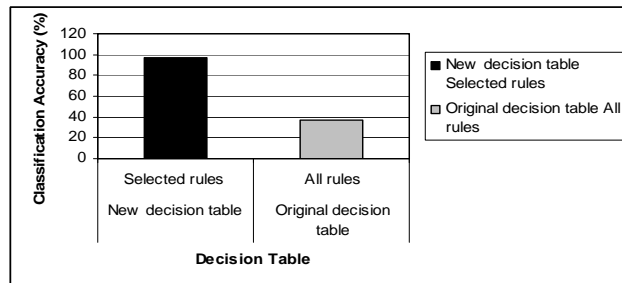 Classification Accuracy (%)
120
100
80
60
40
20
0
Selected rules
All rules
New decision table
Original decision
table
Decision Table
New decision table
Selected rules
Original decision table All
rules